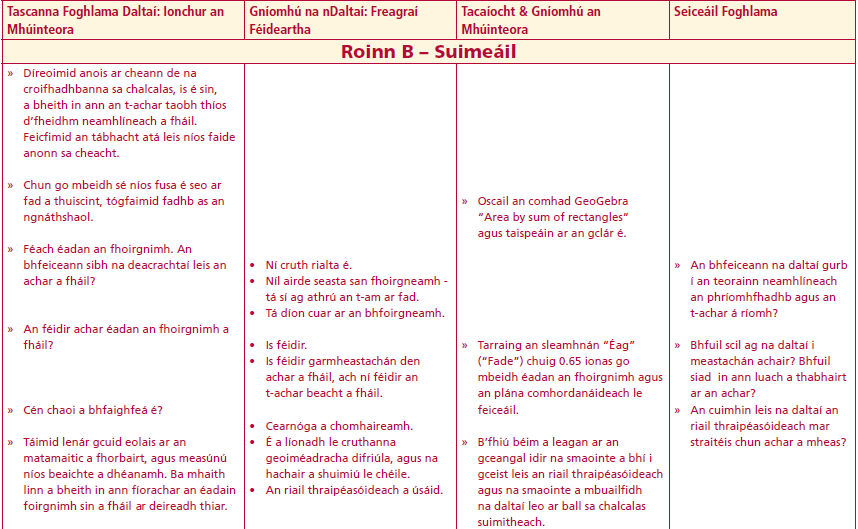 Tascanna Foghlama Daltaí: Ionchur an
Mhúinteora
Gníomhú na nDaltaí: Freagraí
Féideartha
Tacaíocht & Gníomhú an
Mhúinteora
Seiceáil Foghlama
Roinn B – Suimeáil
» Díreoimid anois ar cheann de na
croifhadhbanna sa chalcalas, is é sin,
a bheith in ann an t-achar taobh thíos
d’fheidhm neamhlíneach a fháil.
Feicfimid an tábhacht atá leis níos faide
anonn sa cheacht.
» Chun go mbeidh sé níos fusa é seo ar
fad a thuiscint, tógfaimid fadhb as an
ngnáthshaol.
» Féach éadan an fhoirgnimh. An
bhfeiceann sibh na deacrachtaí leis an
achar a fháil?
» An féidir achar éadan an fhoirgnimh a
fháil?
» Cén chaoi a bhfaighfeá é?
» Táimid lenár gcuid eolais ar an
matamaitic a fhorbairt, agus measúnú
níos beaichte a dhéanamh. Ba mhaith
linn a bheith in ann fíorachar an éadain
foirgnimh sin a fháil ar deireadh thiar.
• Ní cruth rialta é.
• Níl airde seasta san fhoirgneamh -
tá sí ag athrú an t-am ar fad.
• Tá díon cuar ar an bhfoirgneamh.
• Is féidir.
• Is féidir garmheastachán den
achar a fháil, ach ní féidir an
t-achar beacht a fháil.
• Cearnóga a chomhaireamh.
• É a líonadh le cruthanna
geoiméadracha difriúla, agus na
hachair a shuimiú le chéile.
• An riail thraipéasóideach a úsáid.
» Oscail an comhad GeoGebra
“Area by sum of rectangles”
agus taispeáin ar an gclár é.
» Tarraing an sleamhnán “Éag”
(“Fade”) chuig 0.65 ionas go
mbeidh éadan an fhoirgnimh agus
an plána comhordanáideach le
feiceáil.
» B’fhiú béim a leagan ar an
gceangal idir na smaointe a bhí i
gceist leis an riail thraipéasóideach
agus na smaointe a mbuailfidh
na daltaí leo ar ball sa chalcalas
suimitheach.
» An bhfeiceann na daltaí gurb
í an teorainn neamhlíneach
an phríomhfhadhb agus an
t-achar á ríomh?
» Bhfuil scil ag na daltaí i
meastachán achair? Bhfuil
siad in ann luach a thabhairt
ar an achar?
» An cuimhin leis na daltaí an
riail thraipéasóideach mar
straitéis chun achar a mheas?